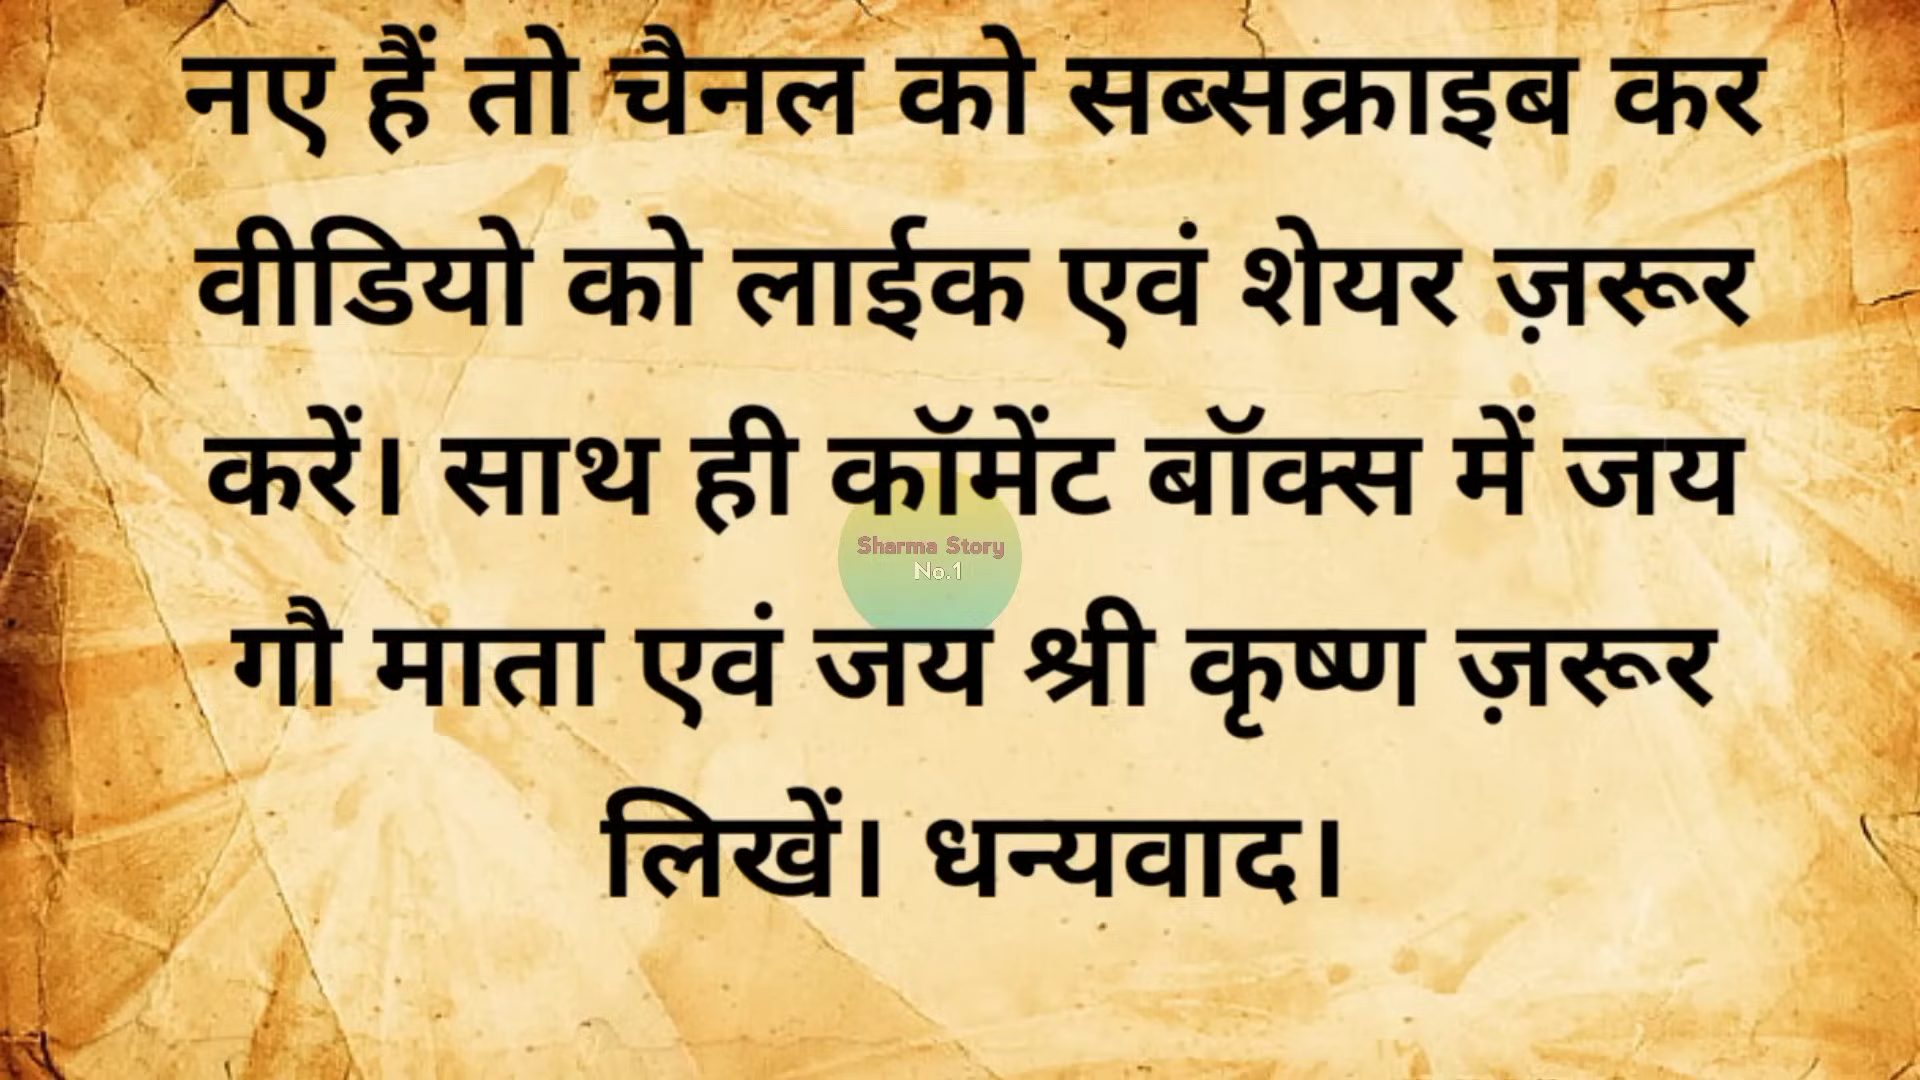 नए हैं तो चैनल को सब्सक्राइब कर
वीडियो को लाईक एवं शेयर ज़रूर
करें। साथ ही कॉमेंट बॉक्स में जय
Sharma Story
No.1
गौ माता एवं जय श्री कृष्ण ज़रूर
लिखें। धन्यवाद।